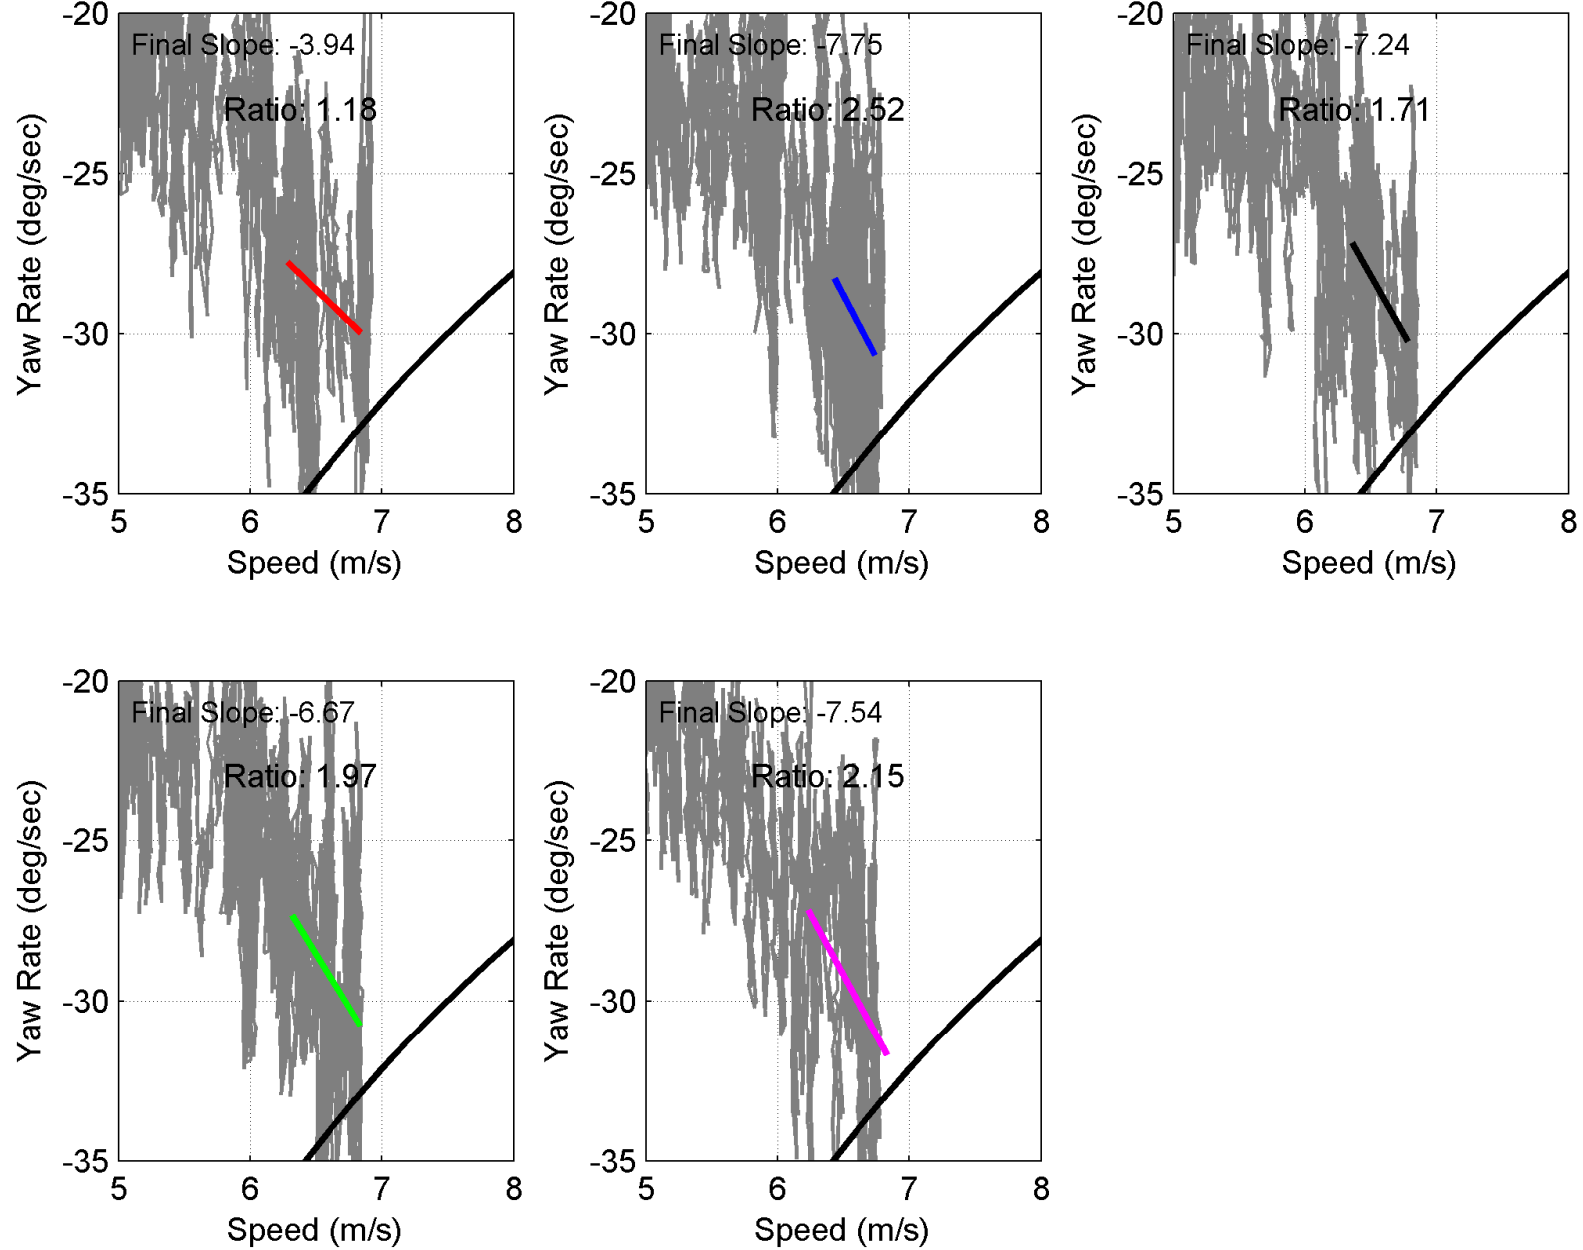 -20
Final Slope: -3.94
Ratio: 1.18
-25
-30
-35
Yaw Rate (deg/sec)
5 6 7 8
Speed (m/s)
-20
Final Slope: -7.75
Ratio: 2.52
-25
-30
-35
Yaw Rate (deg/sec)
5 6 7 8
Speed (m/s)
-20
Final Slope: -7.24
Ratio: 1.71
-25
-30
-35
Yaw Rate (deg/sec)
5 6 7 8
Speed (m/s)
-20
Final Slope: -6.67
Ratio: 1.97
-25
-30
-35
Yaw Rate (deg/sec)
5 6 7 8
Speed (m/s)
-20
Final Slope: -7.54
Ratio: 2.15
-25
-30
-35
Yaw Rate (deg/sec)
5 6 7 8
Speed (m/s)